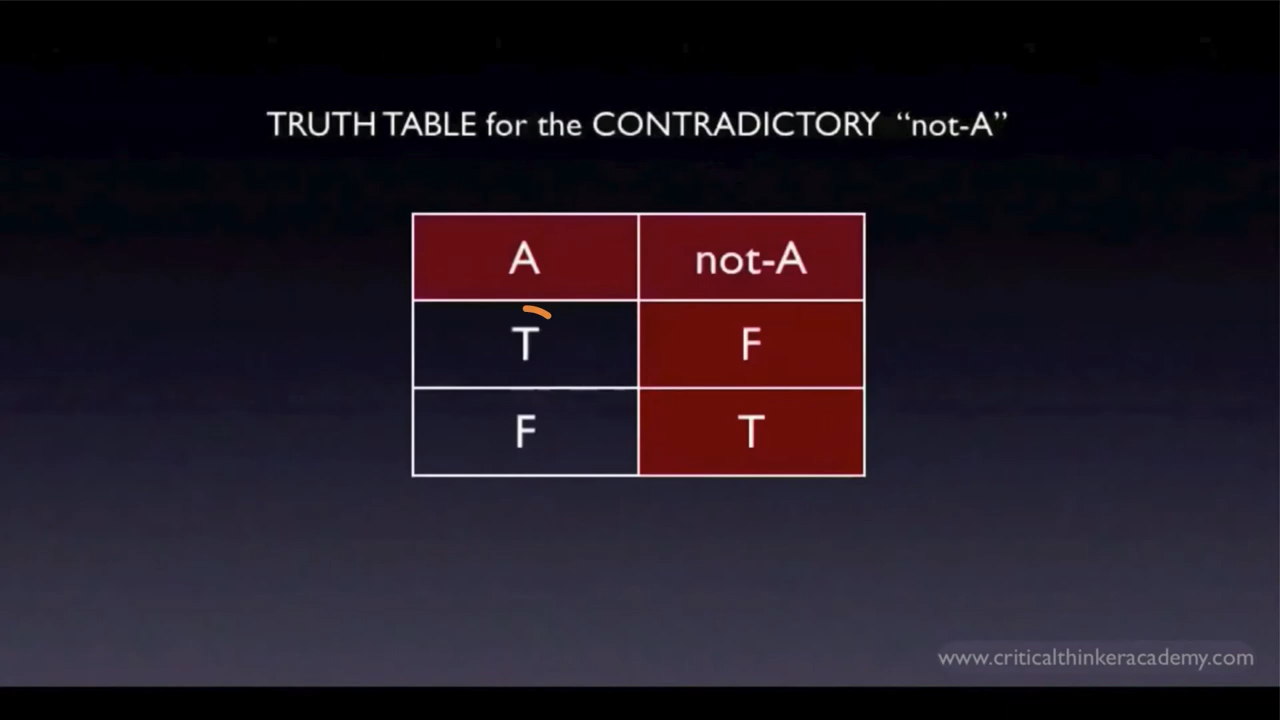 TRUTH TABLE for the CONTRADICTORY “not-A”
A not-A
T F
F T
www.criticalthinkeracademy.com